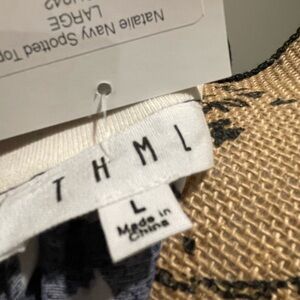 Natalie Navy Spotted Top
LARGE
THML
L
Made in
China